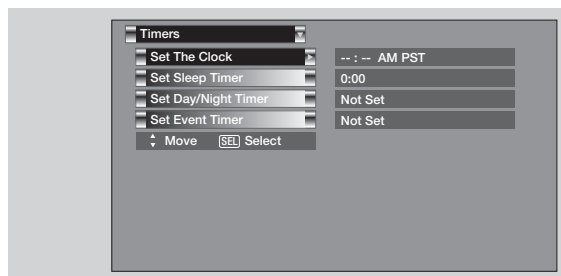 Timers
Set The Clock -- : -- AM PST
Set Sleep Timer 0:00
Set Day/Night Timer Not Set
Set Event Timer Not Set
Move SEL Select